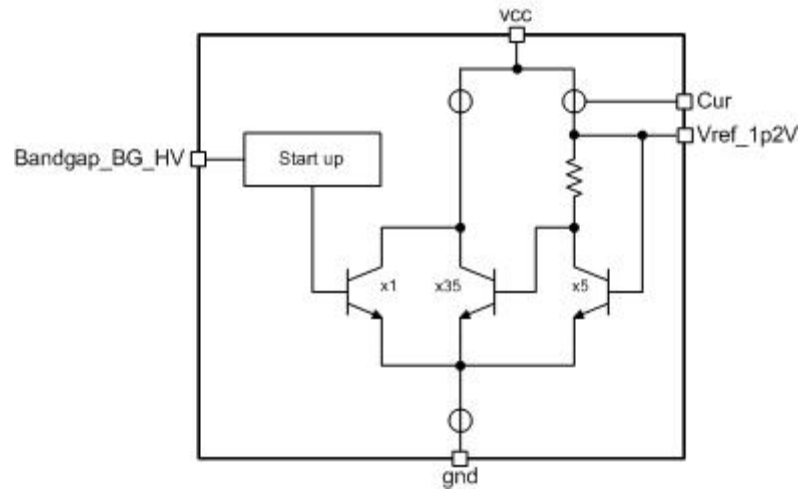 vcc
Cur
Vref_1p2V
Bandgap_BG_HV
Start up
x1
x35
x5
gnd